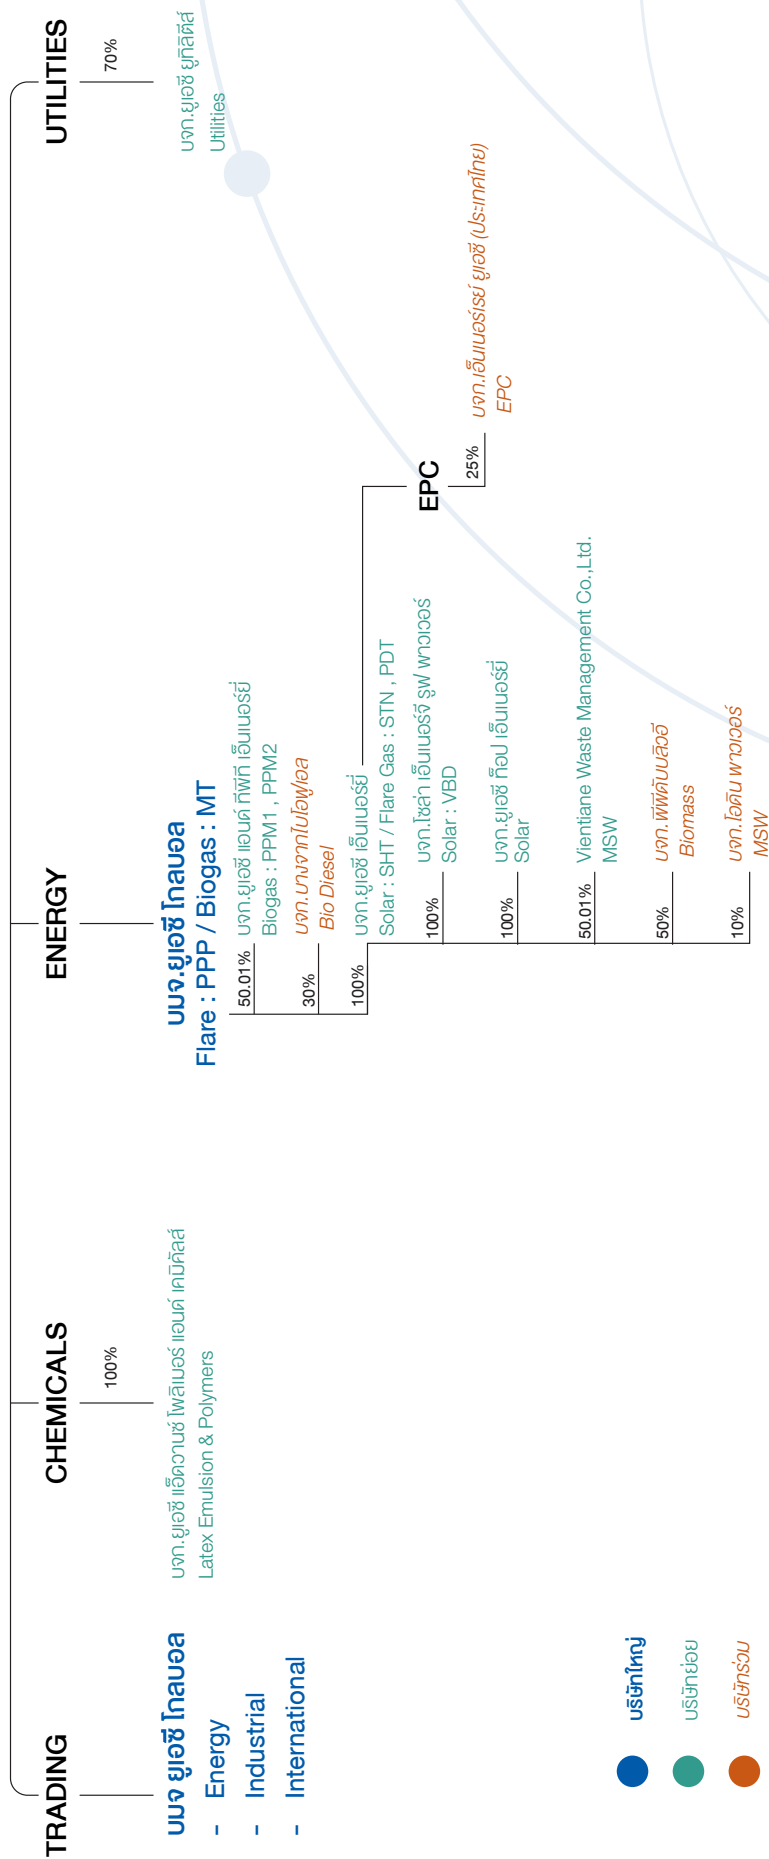 TRADING
บมจ ยูเอซี โกลบอล
- Energy
- Industrial
- International
CHEMICALS
100%
บจก.ยูเอซี แอ็ดวานซ์ โพลิเมอร์ แอนด์ เคมิคัลส์
Latex Emulsion & Polymers
ENERGY
บมจ.ยูเอซี โกลบอล
Flare : PPP / Biogas : MT
50.01%
บจก.ยูเอซี แอนด์ ทีพีที เอ็นเนอร์ยี่
Biogas : PPM1 , PPM2
30%
บจก.บางจากไบโอฟูเอล
Bio Diesel
100%
บจก.ยูเอซี เอ็นเนอร์ยี่
Solar : SHT / Flare Gas : STN , PDT
100%
บจก.โซล่า เอ็นเนอร์จี รูฟ พาวเวอร์
Solar : VBD
100%
บจก.ยูเอซี ท็อป เอ็นเนอร์ยี่
Solar
50.01%
Vientiane Waste Management Co.,Ltd.
MSW
50%
บจก.พีพีดับบลิวอี
Biomass
10%
บจก.โอดิน พาวเวอร์
MSW
EPC
25%
บจก.เอ็นเนอร์เรย์ ยูเอซี (ประเทศไทย)
EPC
UTILITIES
70%
บจก.ยูเอซี ยูทิลิตีส์
Utilities
บริษัทใหญ่
บริษัทย่อย
บริษัทร่วม